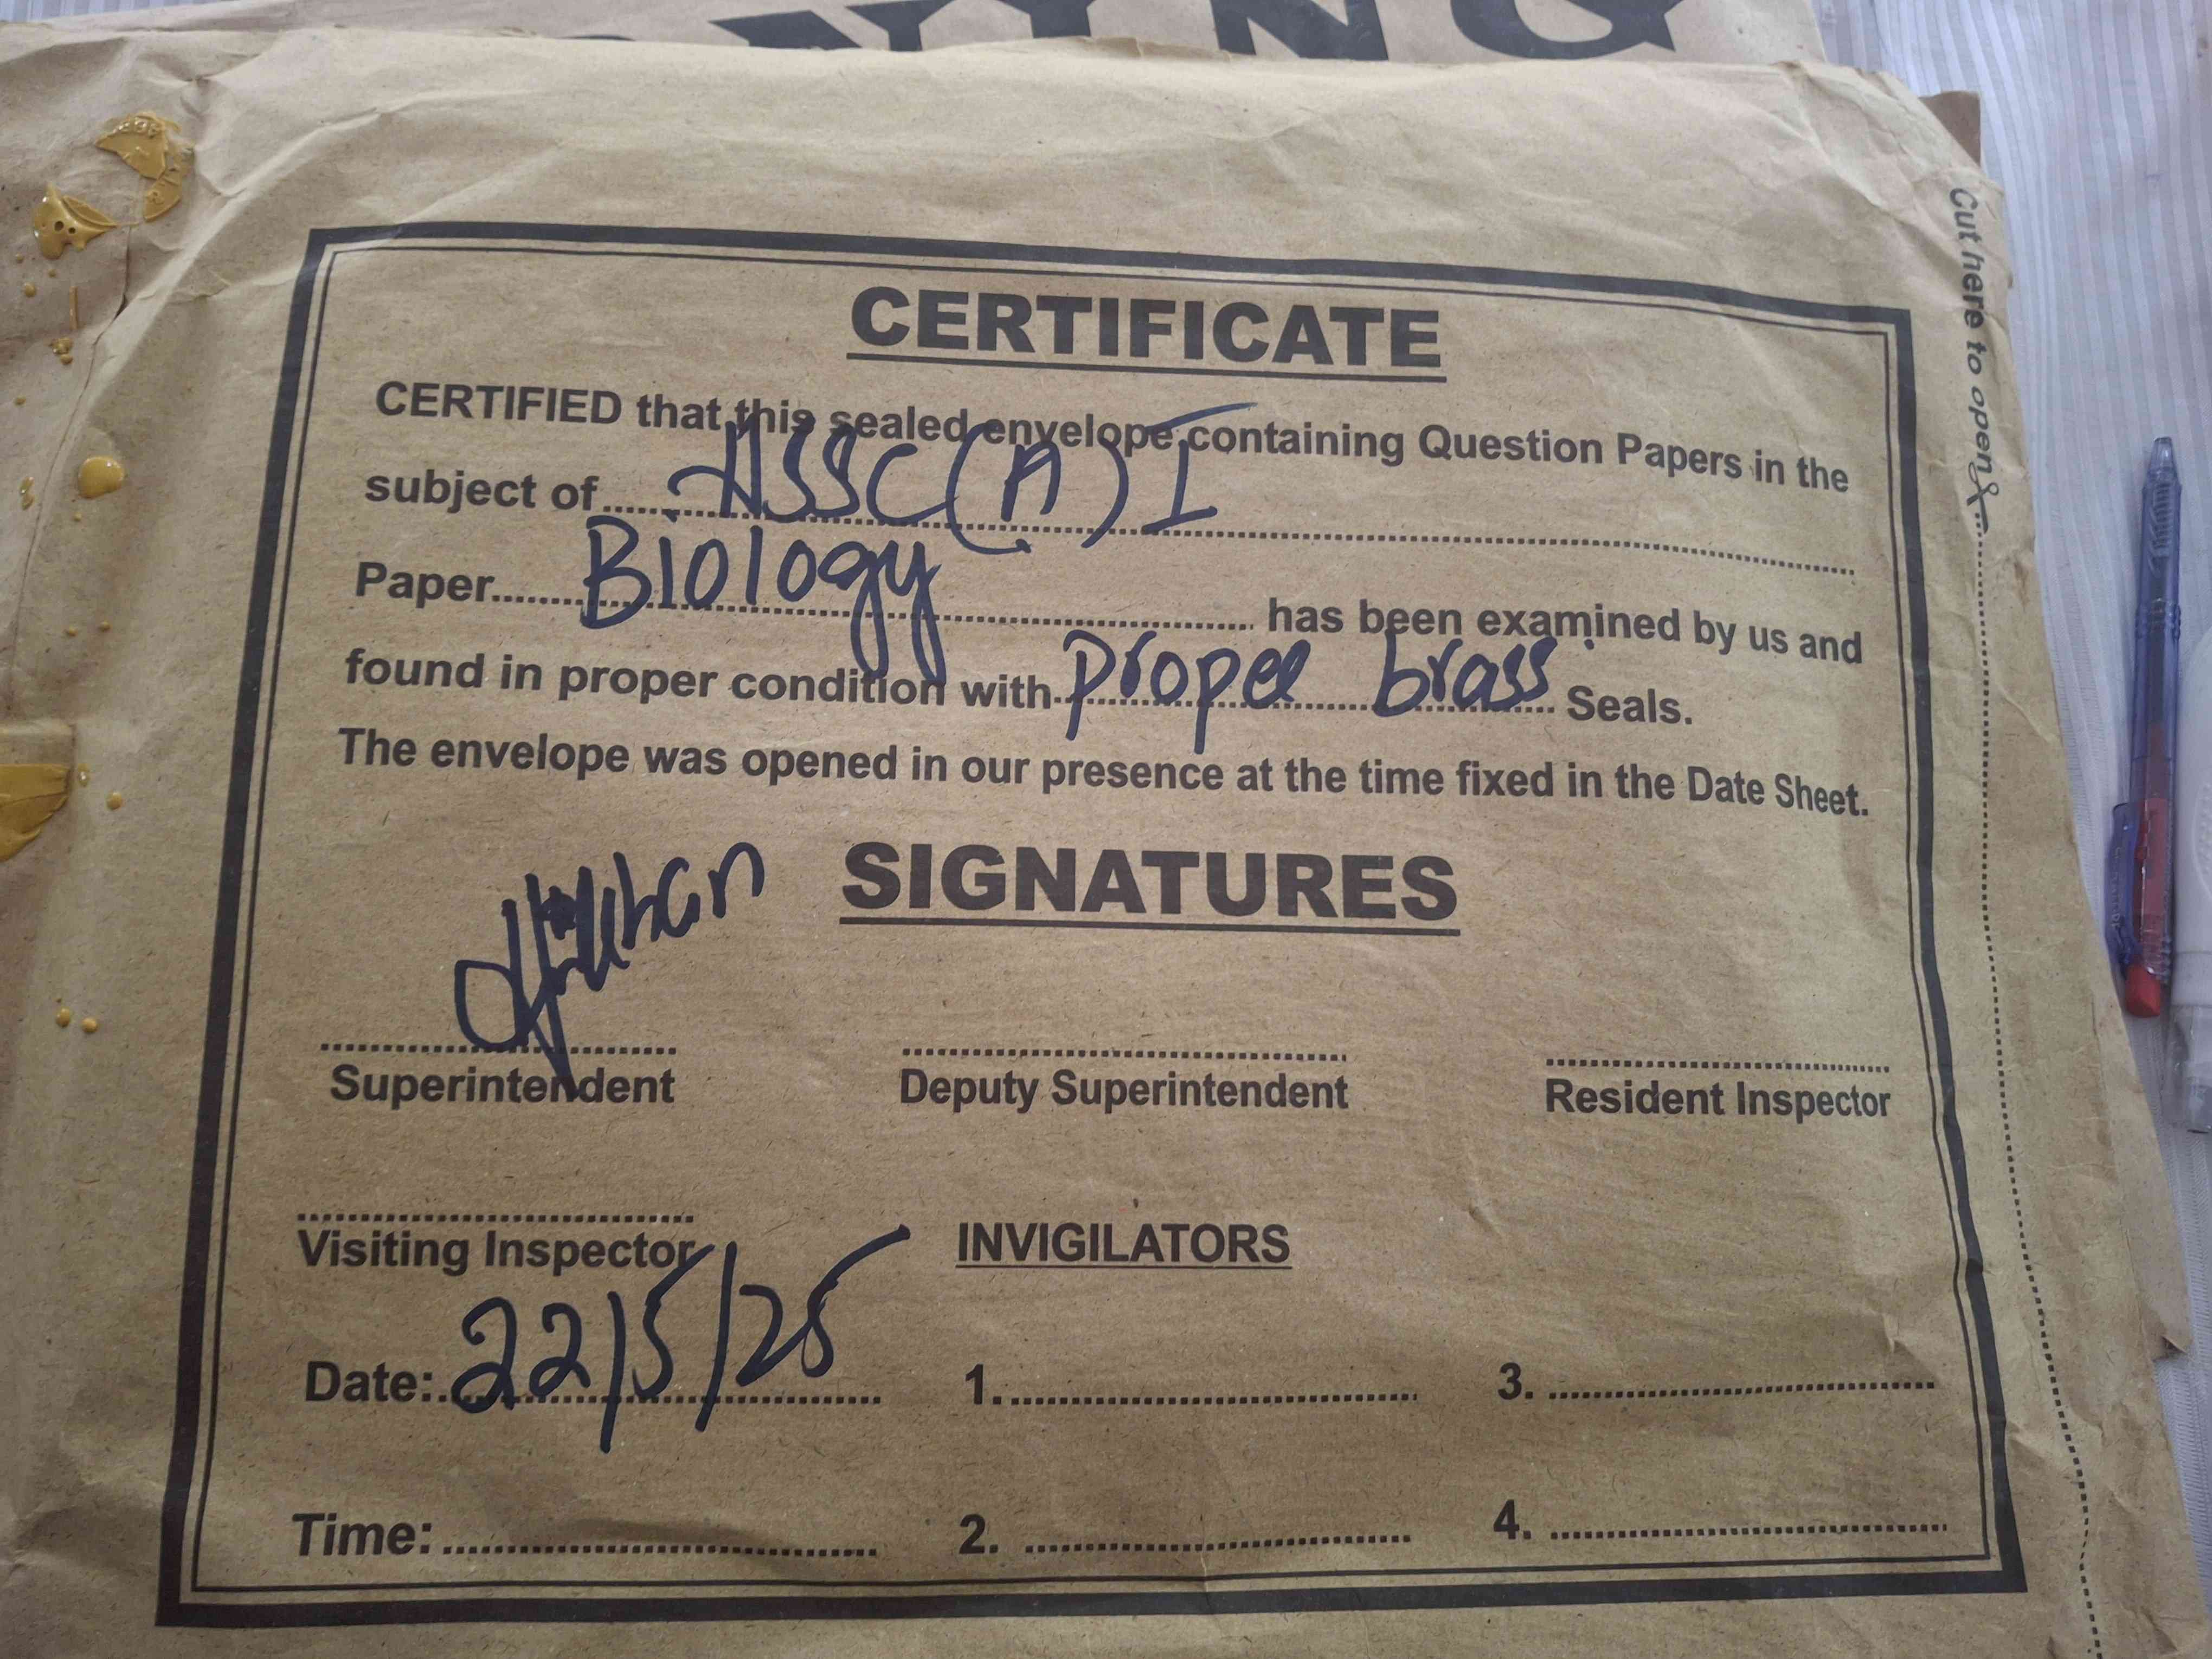 CERTIFICATE
CERTIFIED that this sealed envelope containing Question Papers in the
subject of HSSC(A) I
Paper Biology has been examined by us and
found in proper condition with Proper brass Seals.
The envelope was opened in our presence at the time fixed in the Date Sheet.
SIGNATURES
Superintendent Deputy Superintendent Resident Inspector
Visiting Inspector INVIGILATORS
Date: 22/5/25 1. 3.
Time: 2. 4.
Cut here to open